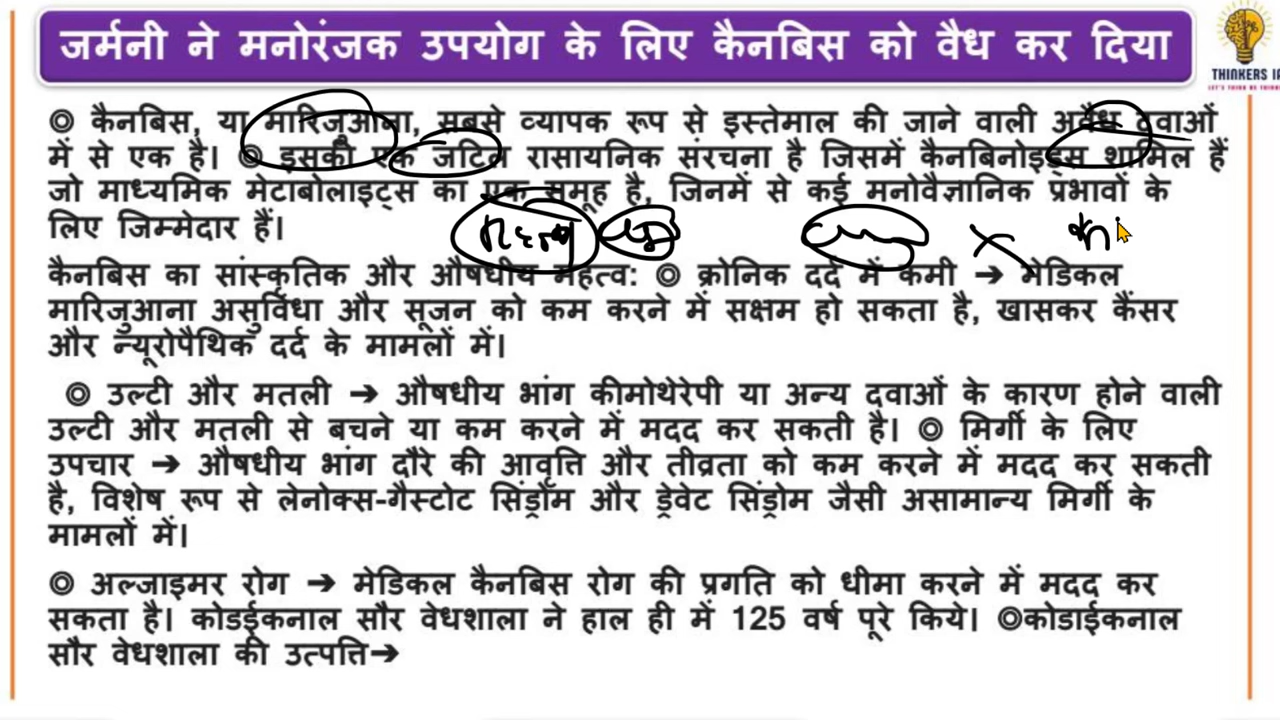 जर्मनी ने मनोरंजक उपयोग के लिए कैनबिस को वैध कर दिया
THINKERS IA
LET'S THINK BE THINK
◎ कैनबिस, या मारिजुआना, सबसे व्यापक रूप से इस्तेमाल की जाने वाली अवैध दवाओं
में से एक है। ◎ इसकी एक जटिल रासायनिक संरचना है जिसमें कैनबिनोइड्स शामिल हैं
जो माध्यमिक मेटाबोलाइट्स का एक समूह है, जिनमें से कई मनोवैज्ञानिक प्रभावों के
लिए जिम्मेदार हैं।
कैनबिस का सांस्कृतिक और औषधीय महत्व: ◎ क्रोनिक दर्द में कमी ➔ मेडिकल
मारिजुआना असुविधा और सूजन को कम करने में सक्षम हो सकता है, खासकर कैंसर
और न्यूरोपैथिक दर्द के मामलों में।
◎ उल्टी और मतली ➔ औषधीय भांग कीमोथेरेपी या अन्य दवाओं के कारण होने वाली
उल्टी और मतली से बचने या कम करने में मदद कर सकती है। ◎ मिर्गी के लिए
उपचार ➔ औषधीय भांग दौरे की आवृत्ति और तीव्रता को कम करने में मदद कर सकती
है, विशेष रूप से लेनोक्स-गैस्टोट सिंड्रोम और ड्रेवेट सिंड्रोम जैसी असामान्य मिर्गी के
मामलों में।
◎ अल्जाइमर रोग ➔ मेडिकल कैनबिस रोग की प्रगति को धीमा करने में मदद कर
सकता है। कोडईकनाल सौर वेधशाला ने हाल ही में 125 वर्ष पूरे किये। ◎कोडाईकनाल
सौर वेधशाला की उत्पत्ति➔